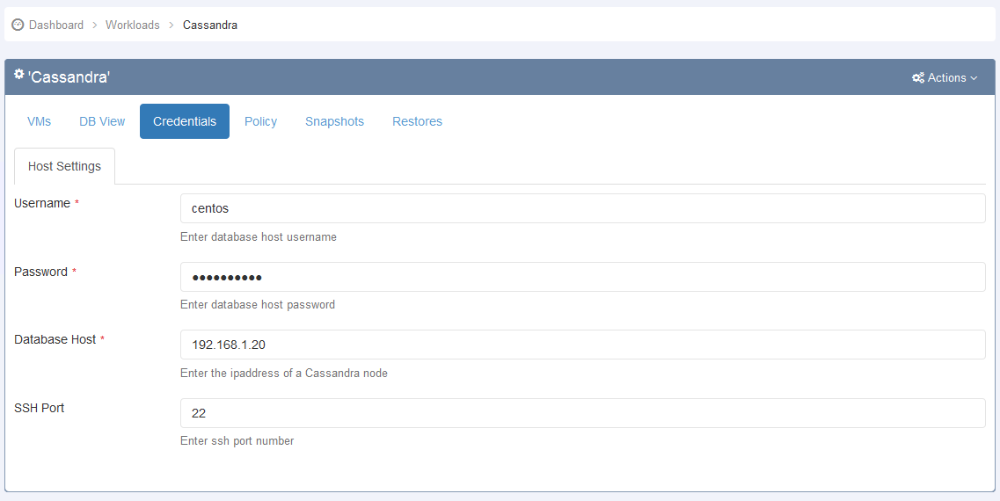 Dashboard > Workloads > Cassandra
'Cassandra' Actions
VMs DB View Credentials Policy Snapshots Restores
Host Settings
Username * centos
Enter database host username
Password * ••••••••••
Enter database host password
Database Host * 192.168.1.20
Enter the ipaddress of a Cassandra node
SSH Port 22
Enter ssh port number